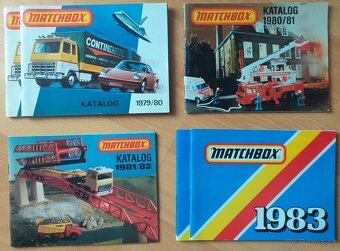 MATCHBOX
CONTINE
KATALOG 1979/80
MATCHBOX
KATALOG
1980/81
MATCHBOX
KATALOG
1981/82
MATCHBOX
1983